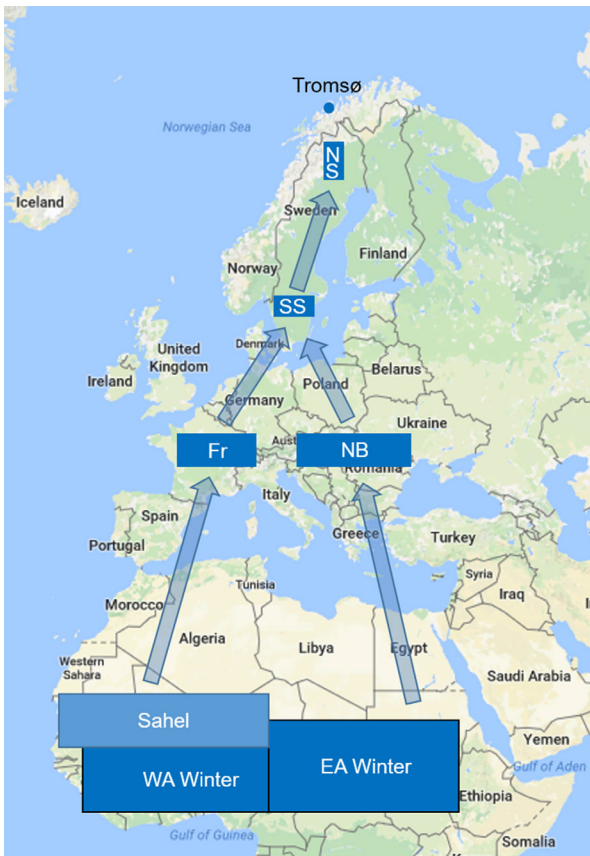 Tromsø
Norwegian Sea
N
S
Iceland
Sweden
Finland
Norway
SS
United
Kingdom
Denmark
Ireland
Belarus
Poland
Germany
Ukraine
Fr
Aust
NB
Romania
Italy
Spain
Portugal
Greece
Turkey
Tunisia
Syria
Iraq
Morocco
Algeria
Libya
Egypt
Western
Sahara
Saudi Arabia
Sahel
Yemen
WA Winter
EA Winter
Gulf of Aden
Ethiopia
Gulf of Guinea
Somalia